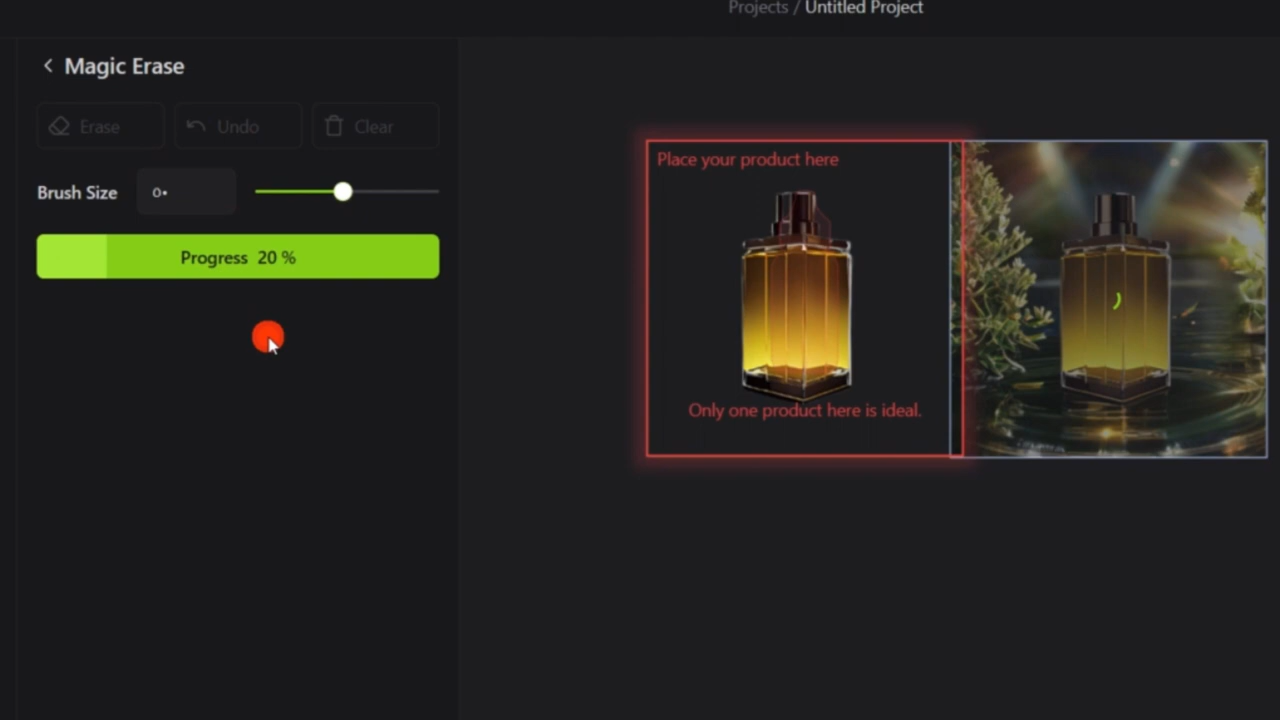 Projects / Untitled Project
Magic Erase
Erase
Undo
Clear
Brush Size
Progress 20 %
Place your product here
Only one product here is ideal.